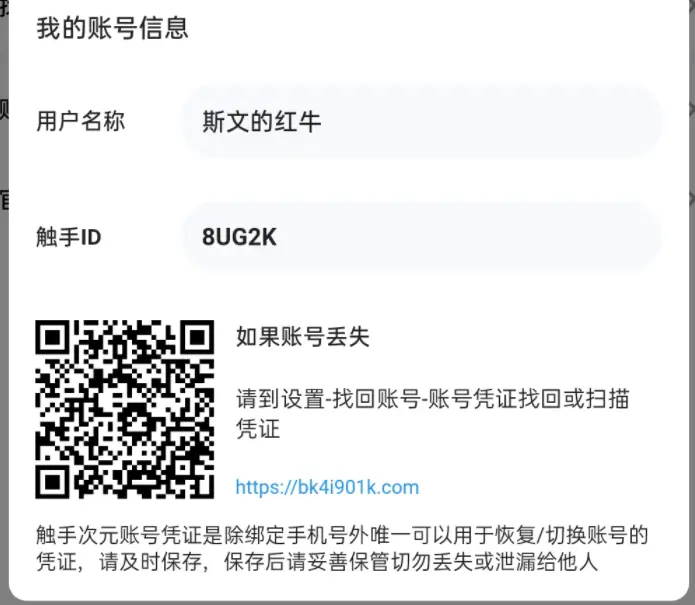 我的账号信息
用户名称
斯文的红牛
触手ID
8UG2K
如果账号丢失
请到设置-找回账号-账号凭证找回或扫描
凭证
https://bk4i901k.com
触手次元账号凭证是除绑定手机号外唯一可以用于恢复/切换账号的
凭证，请及时保存，保存后请妥善保管切勿丢失或泄漏给他人